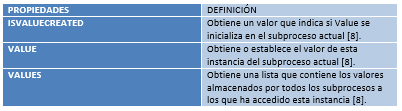 PROPIEDADES DEFINICIÓN
ISVALUECREATED Obtiene un valor que indica si Value se
inicializa en el subproceso actual [8].
VALUE Obtiene o establece el valor de esta
instancia del subproceso actual [8].
VALUES Obtiene una lista que contiene los valores
almacenados por todos los subprocesos a
los que ha accedido esta instancia [8].